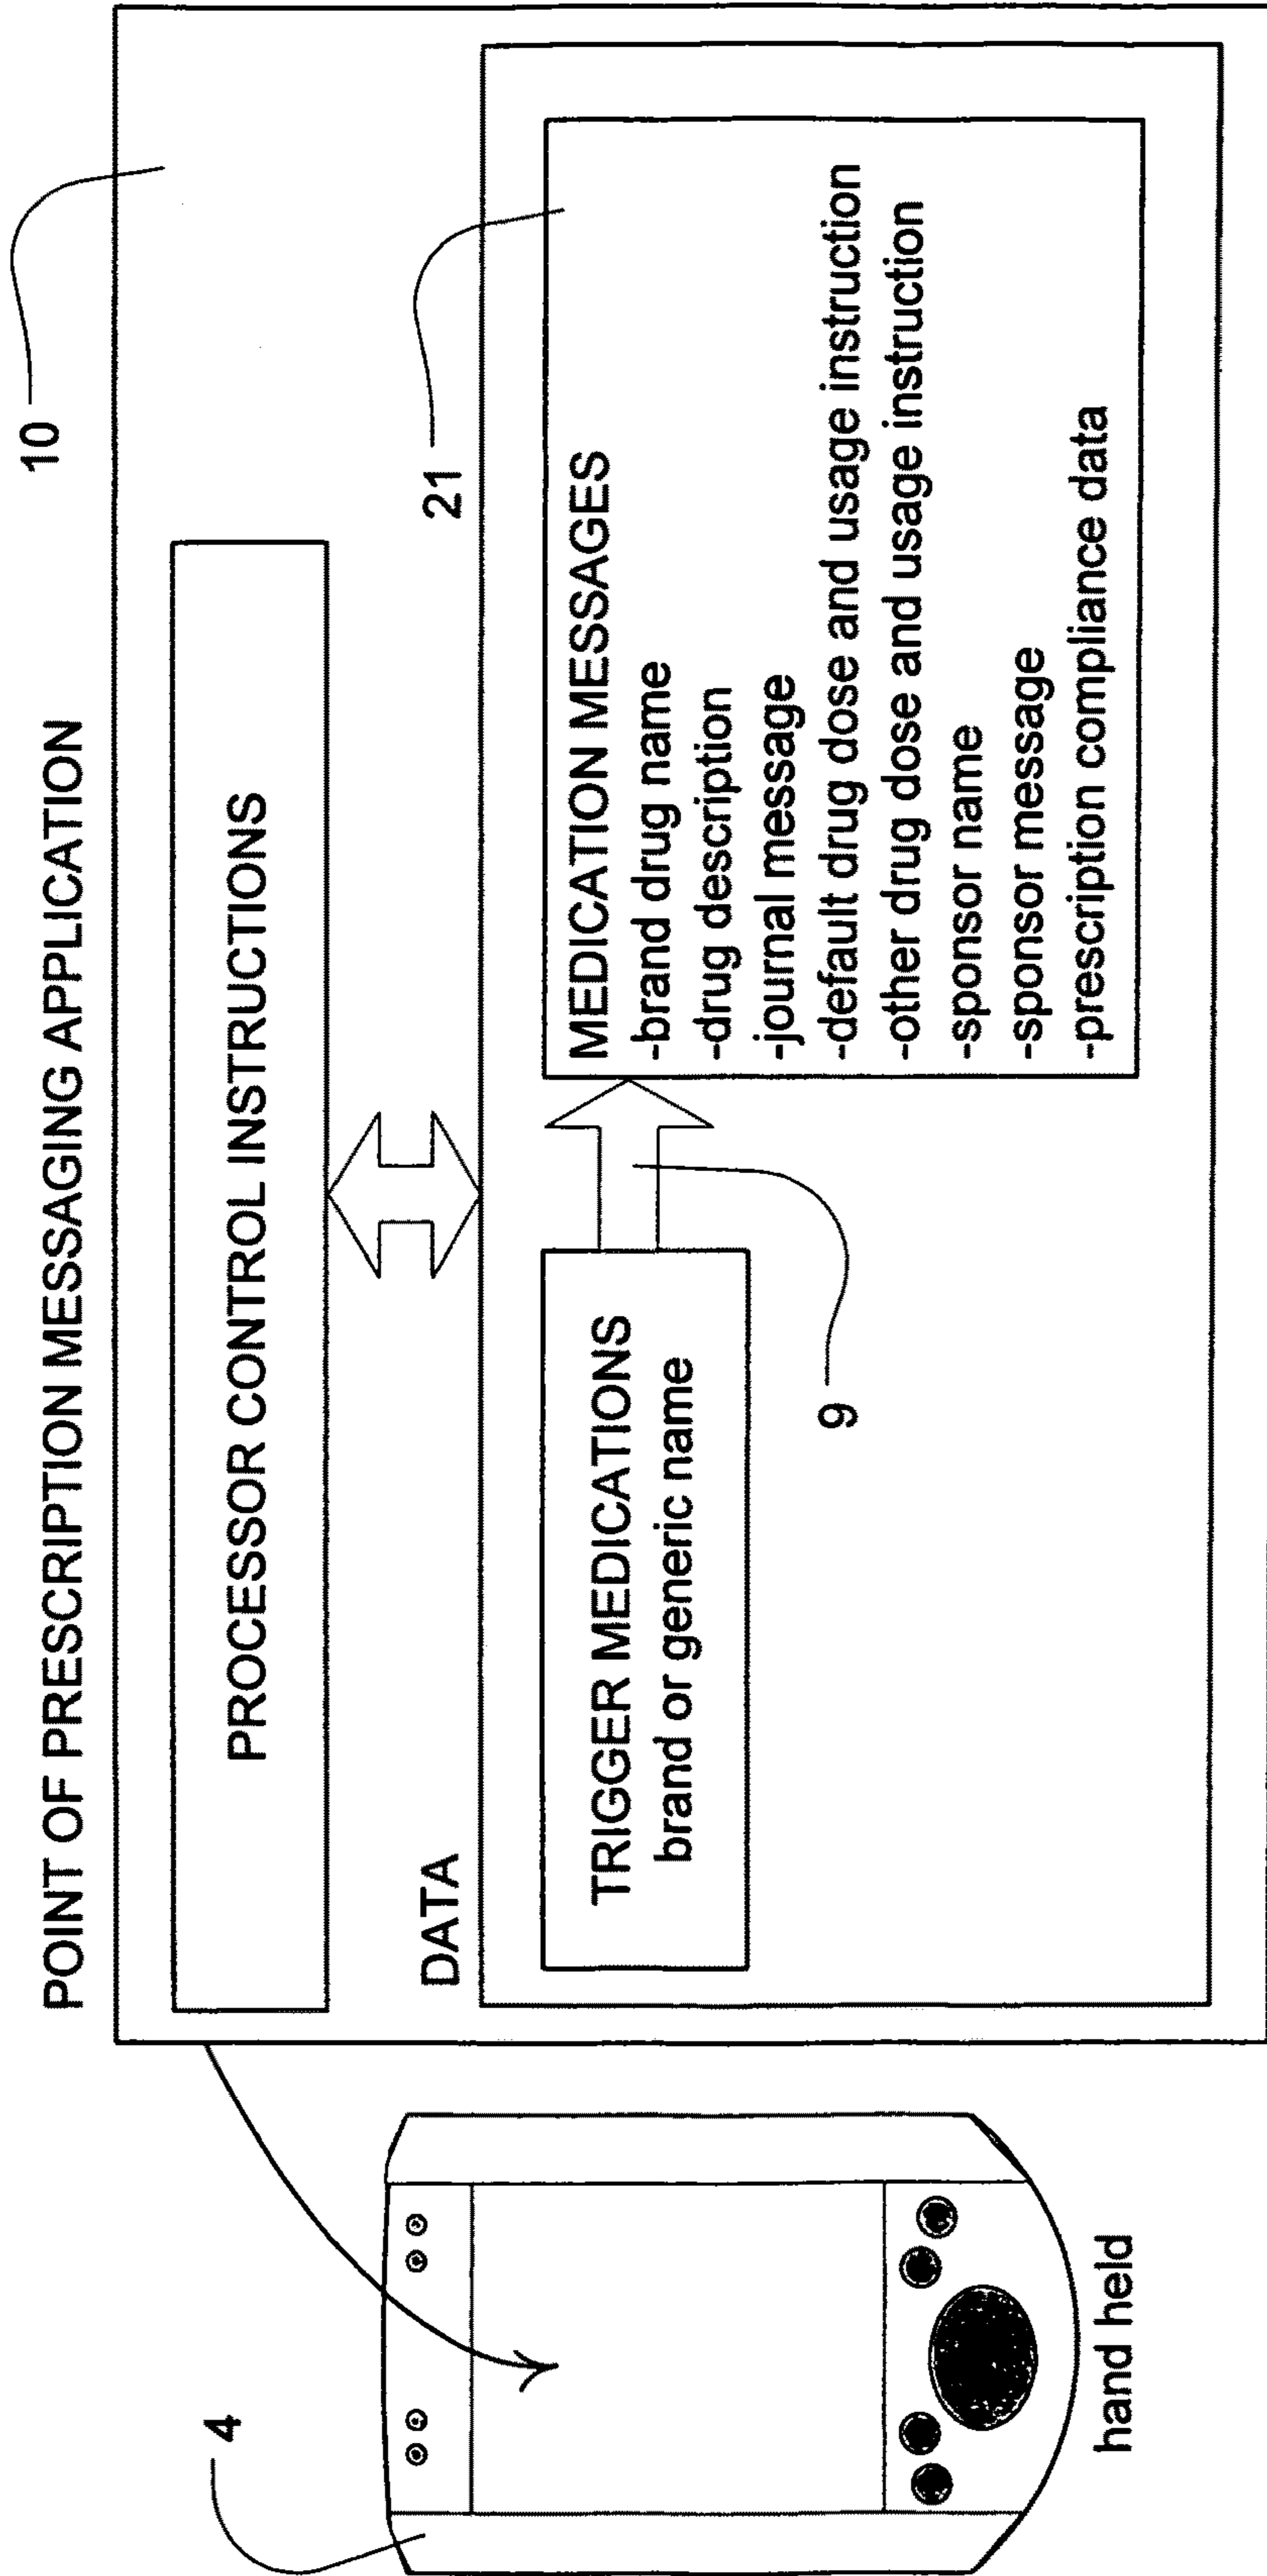 POINT OF PRESCRIPTION MESSAGING APPLICATION
10
PROCESSOR CONTROL INSTRUCTIONS
4
DATA
21
TRIGGER MEDICATIONS
brand or generic name
9
MEDICATION MESSAGES
-brand drug name
-drug description
-journal message
-default drug dose and usage instruction
-other drug dose and usage instruction
-sponsor name
-sponsor message
-prescription compliance data
hand held